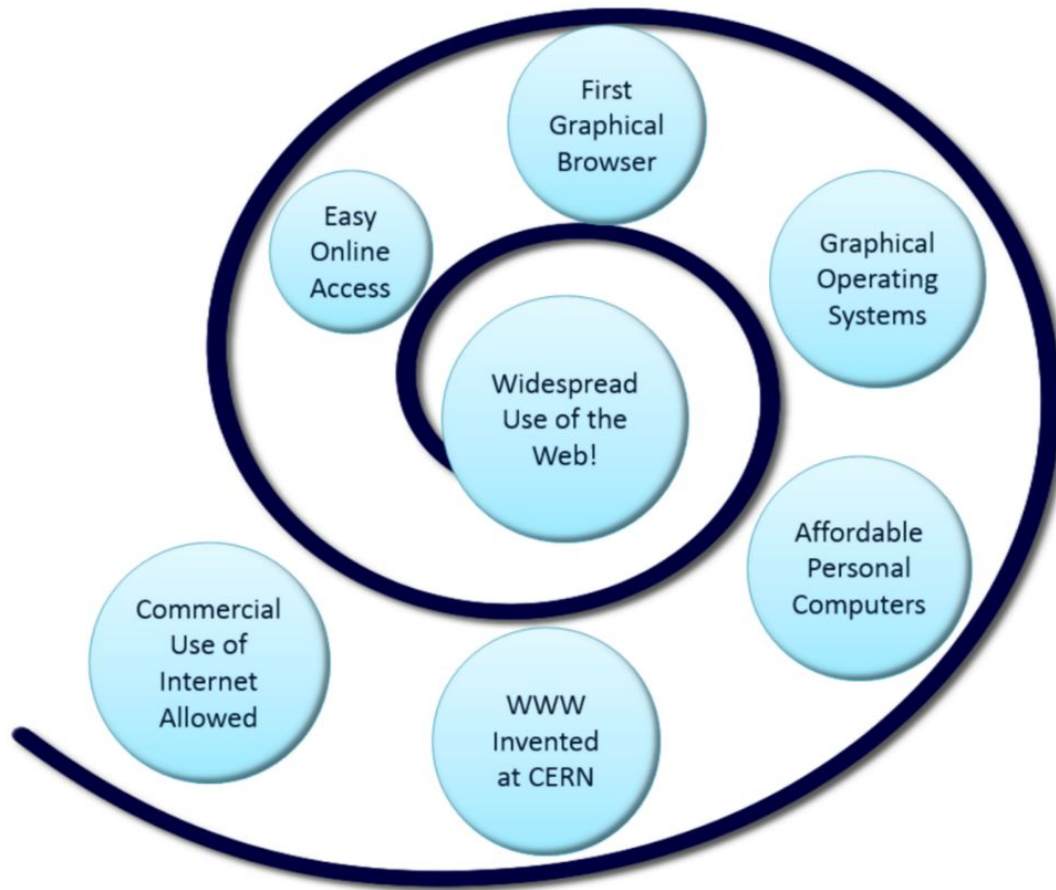 First
Graphical
Browser
Easy
Online
Access
Graphical
Operating
Systems
Widespread
Use of the
Web!
Affordable
Personal
Computers
Commercial
Use of
Internet
Allowed
WWW
Invented
at CERN